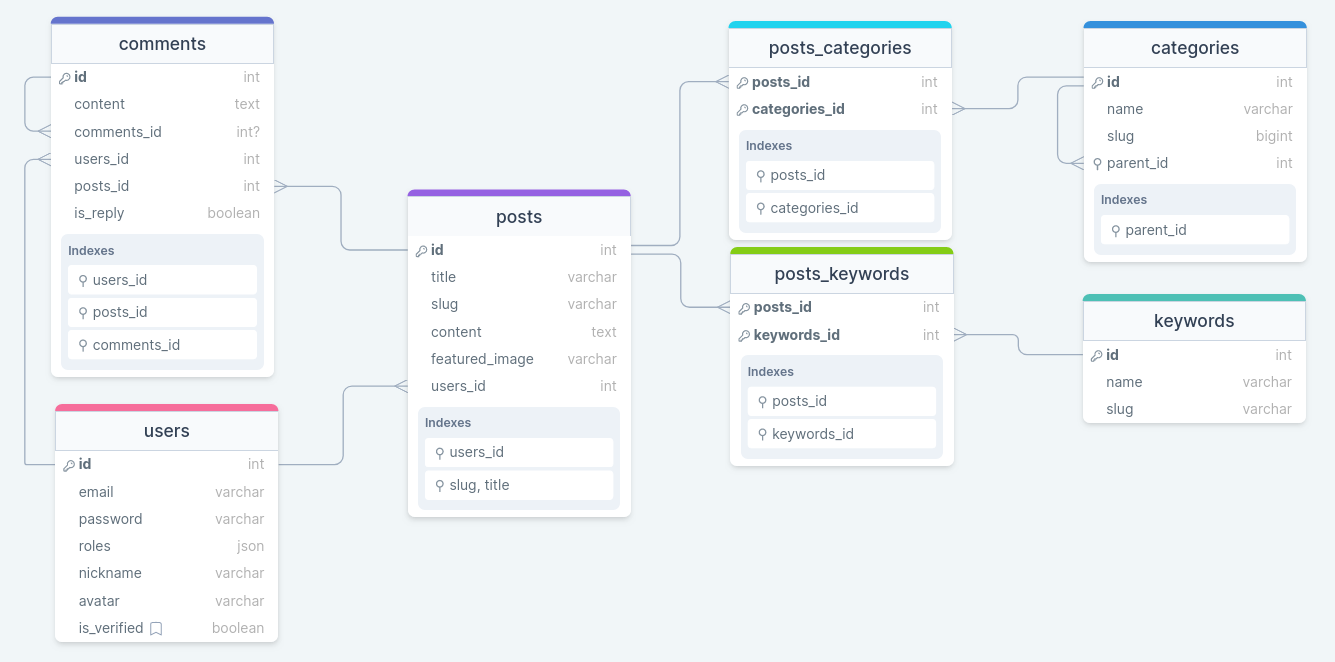 comments
id int
content text
comments_id int?
users_id int
posts_id int
is_reply boolean
Indexes
users_id
posts_id
comments_id
users
id int
email varchar
password varchar
roles json
nickname varchar
avatar varchar
is_verified boolean
posts
id int
title varchar
slug varchar
content text
featured_image varchar
users_id int
Indexes
users_id
slug, title
posts_categories
posts_id int
categories_id int
Indexes
posts_id
categories_id
posts_keywords
posts_id int
keywords_id int
Indexes
posts_id
keywords_id
categories
id int
name varchar
slug bigint
parent_id int
Indexes
parent_id
keywords
id int
name varchar
slug varchar